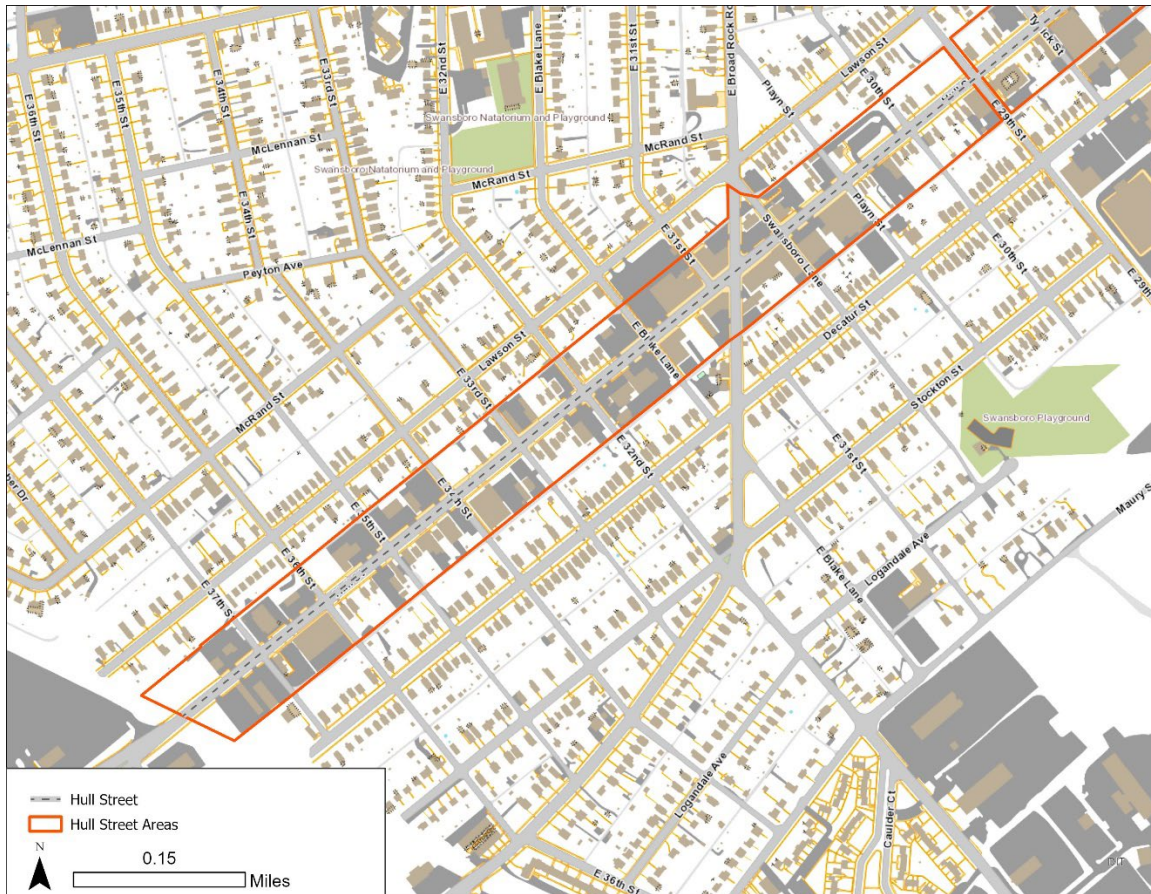 E 36th St
E 35th St
E 34th St
E 33rd St
E 32nd St
E Blake Lane
E 31st St
E Broad Rock Ro
Playn St
Lawson St
E 30th St
ick St
E 29th St
Swansboro Natatorium and Playground
McLennan St
McRand St
Swansboro Natatorium and Playground
McRand St
E 34th St
McLennan St
Peyton Ave
E 31st St
Swansboro Lane
Playn St
E 30th St
E 29th
Decatur St
E Blake Lane
Lawson St
E 33rd St
Stockton St
McRand St
Swansboro Playground
E 32nd St
E 31st St
Maury S
E 36th St
E 37th S
E Blake Lane
Logandale Ave
Logandale Ave
Caulder Ct
E 36th St
Hull Street
Hull Street Areas
N
0.15
Miles